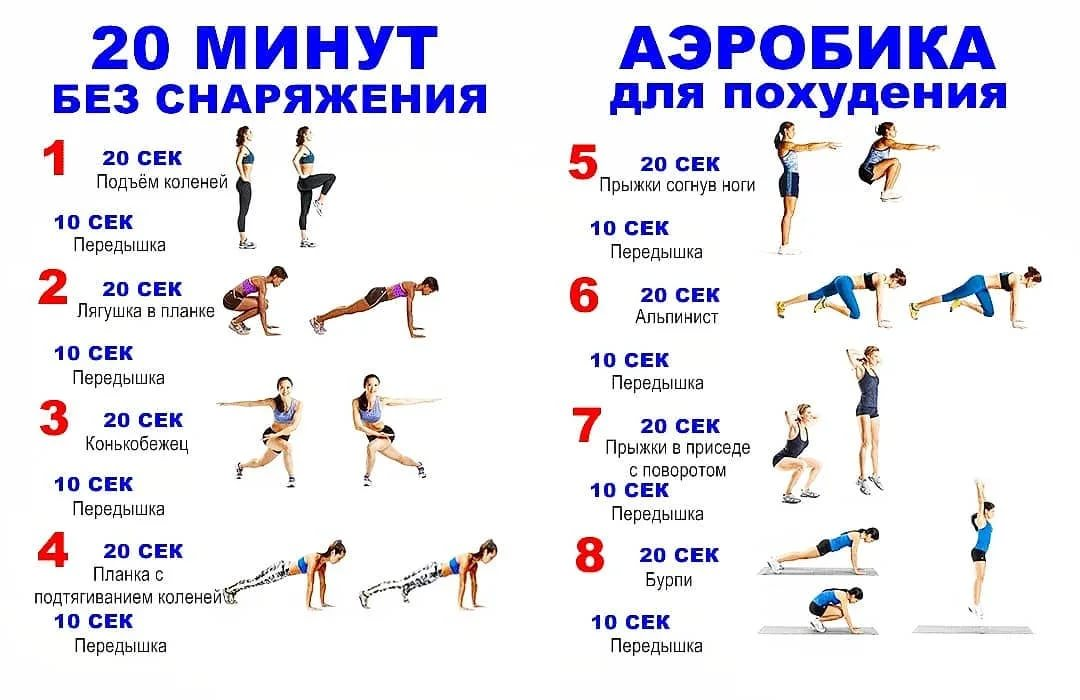 20 МИНУТ
БЕЗ СНАРЯЖЕНИЯ
1
20 СЕК
Подъём коленей
10 СЕК
Передышка
2
20 СЕК
Лягушка в планке
10 СЕК
Передышка
3
20 СЕК
Конькобежец
10 СЕК
Передышка
4
20 СЕК
Планка с
подтягиванием коленей
10 СЕК
Передышка
АЭРОБИКА
для похудения
5
20 СЕК
Прыжки согнув ноги
10 СЕК
Передышка
6
20 СЕК
Альпинист
10 СЕК
Передышка
7
20 СЕК
Прыжки в приседе
с поворотом
10 СЕК
Передышка
8
20 СЕК
Бурпи
10 СЕК
Передышка